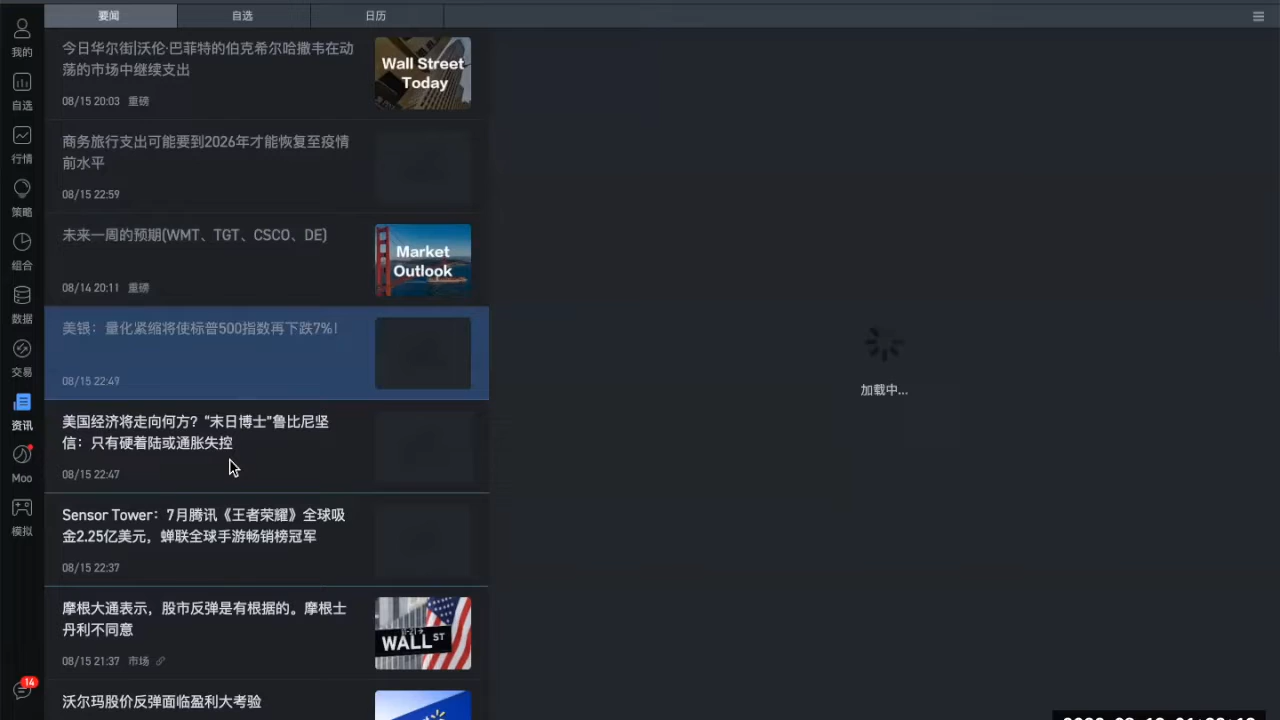 要闻
自选
日历
我的
自选
行情
策略
组合
数据
交易
资讯
Moo
模拟
14
今日华尔街|沃伦·巴菲特的伯克希尔哈撒韦在动
荡的市场中继续支出
08/15 20:03 重磅
Wall Street
Today
商务旅行支出可能要到2026年才能恢复至疫情
前水平
08/15 22:59
未来一周的预期(WMT、TGT、CSCO、DE)
08/14 20:11 重磅
Market
Outlook
美银：量化紧缩将使标普500指数再下跌7%！
08/15 22:49
美国经济将走向何方？“末日博士”鲁比尼坚
信：只有硬着陆或通胀失控
08/15 22:47
Sensor Tower：7月腾讯《王者荣耀》全球吸
金2.25亿美元，蝉联全球手游畅销榜冠军
08/15 22:37
摩根大通表示，股市反弹是有根据的。摩根士
丹利不同意
08/15 21:37 市场
WALL ST
沃尔玛股价反弹面临盈利大考验
加载中...